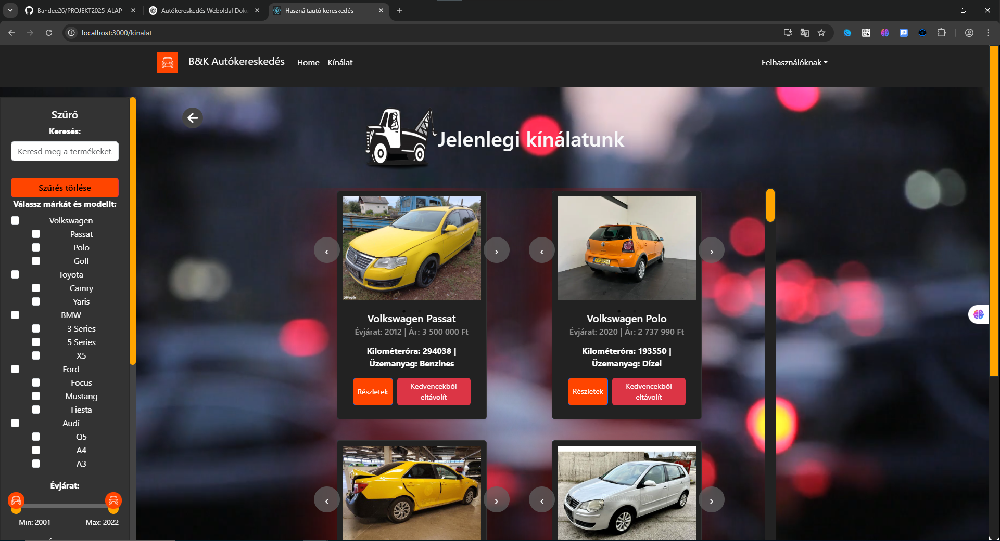 Bandee26/PROJEKT2025_ALAP
Autókereskedés Weboldal Doku
Használtautó kereskedés
localhost:3000/kinalat
B&K Autókereskedés
Home
Kínálat
Felhasználóknak
Szűrő
Keresés:
Keresd meg a termékeket
Szűrés törlése
Válassz márkát és modellt:
Volkswagen
Passat
Polo
Golf
Toyota
Camry
Yaris
BMW
3 Series
5 Series
X5
Ford
Focus
Mustang
Fiesta
Audi
Q5
A4
A3
Évjárat:
Min: 2001
Max: 2022
Jelenlegi kínálatunk
Jófogás
Volkswagen Passat
Évjárat: 2012 | Ár: 3 500 000 Ft
Kilométeróra: 294038 |
Üzemanyag: Benzines
Részletek
Kedvencekből
eltávolít
Volkswagen Polo
Évjárat: 2020 | Ár: 2 737 990 Ft
Kilométeróra: 193550 |
Üzemanyag: Dízel
Részletek
Kedvencekből
eltávolít